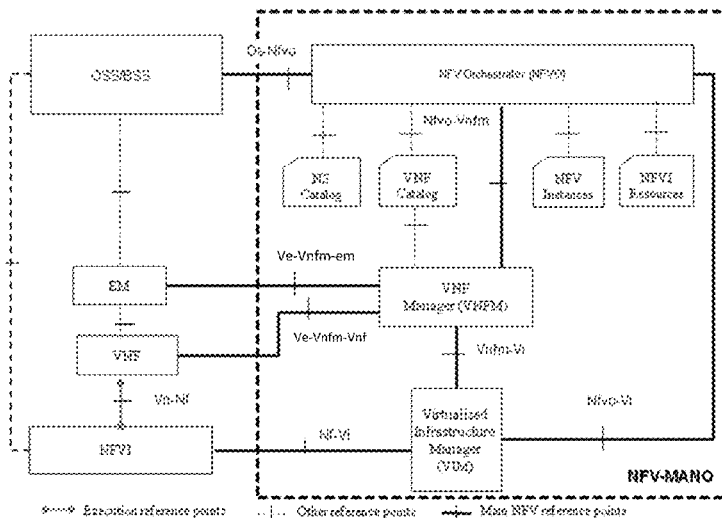 Os-Nfvo
OSS/BSS
NFV Orchestrator (NFVO)
Nfvo-Vnfm
NS
Catalog
VNF
Catalog
NFV
Instances
NFVI
Resources
Ve-Vnfm-em
EM
VNF
Manager (VNFM)
Ve-Vnfm-Vnf
VNF
Vnfm-Vi
Vn-Nf
Virtualised
Infrastructure
Manager
(VIM)
Nfvo-Vi
Nf-Vi
NFVI
NFV-MANO
Execution reference points
Other reference points
Main NFV reference points